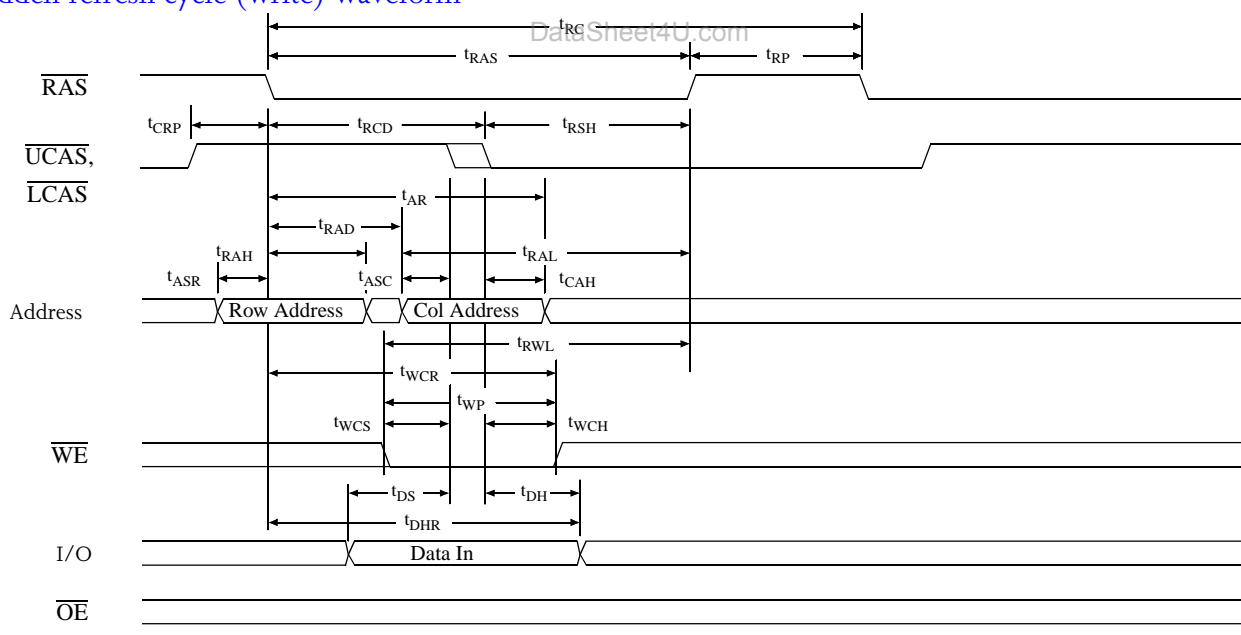 dden refresh cycle (write) waveform
DataSheet4U.com
tRC
tRAS
tRP
RAS
tCRP
tRCD
tRSH
UCAS,
LCAS
tAR
tRAD
tRAH
tRAL
tASR
tASC
tCAH
Address
Row Address
Col Address
tRWL
tWCR
tWP
tWCS
tWCH
WE
tDS
tDH
tDHR
I/O
Data In
OE